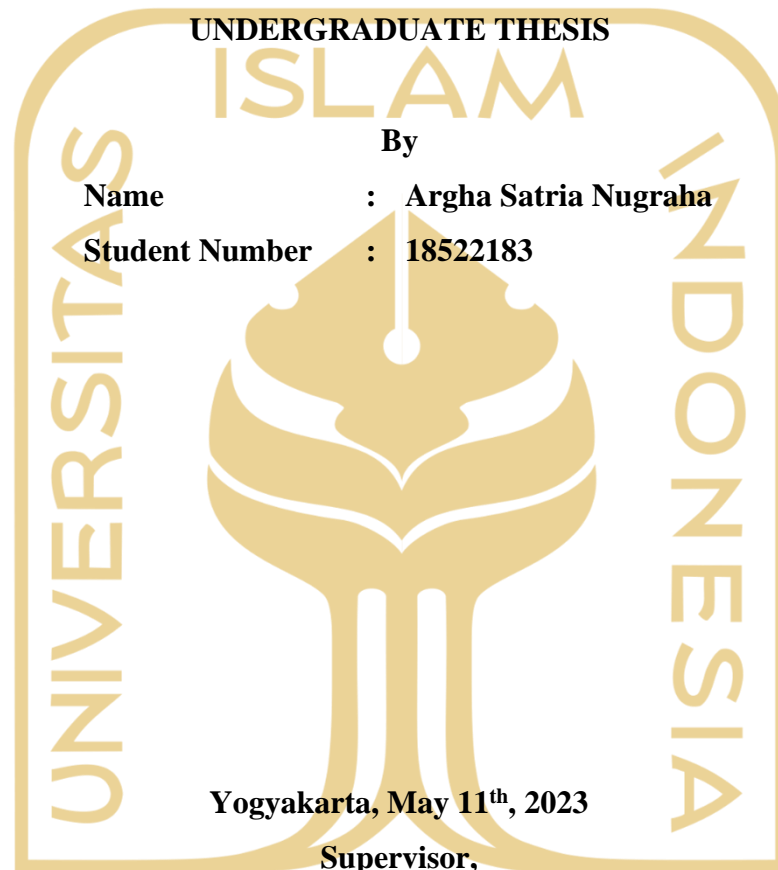 UNDERGRADUATE THESIS
ISLAM
By
Name : Argha Satria Nugraha
Student Number : 18522183
UNIVERSITAS
INDONESIA
Yogyakarta, May 11th, 2023
Supervisor,